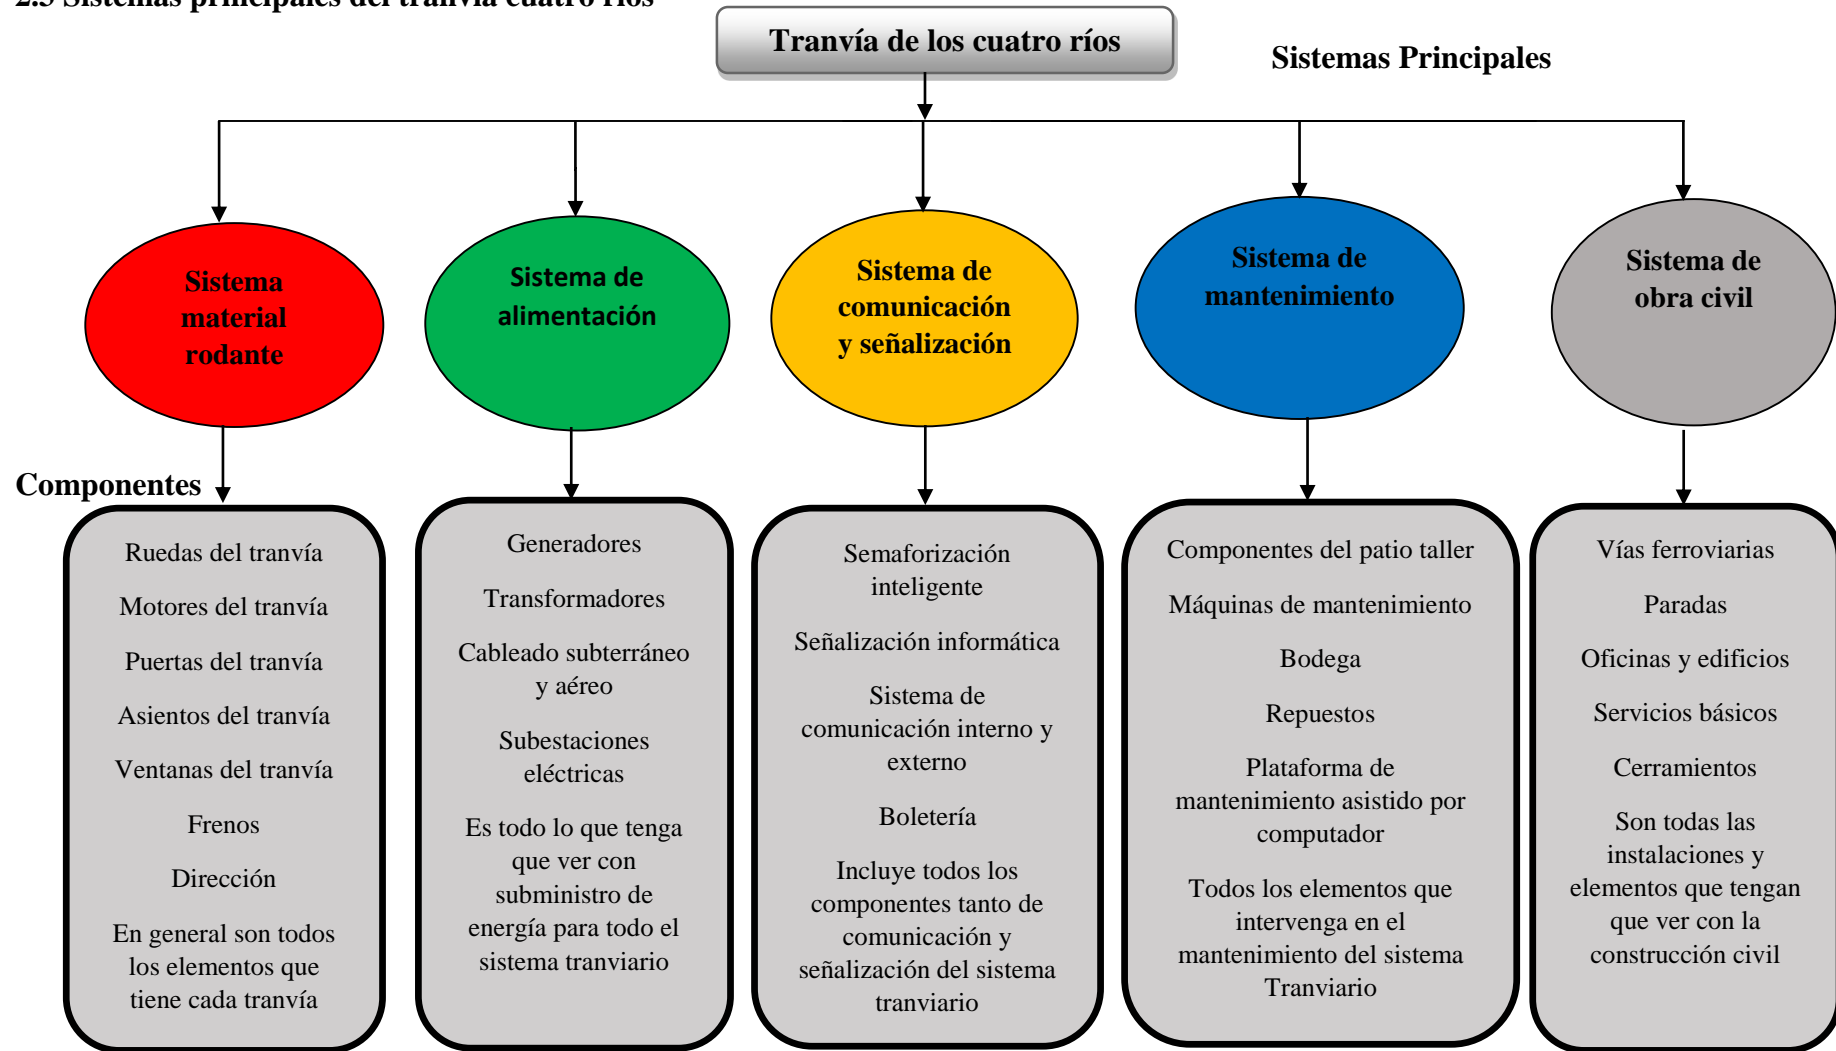 2.3 Sistemas principales del tranvía cuatro ríos
Tranvía de los cuatro ríos
Sistemas Principales
Sistema
material
rodante
Sistema de
alimentación
Sistema de
comunicación
y señalización
Sistema de
mantenimiento
Sistema de
obra civil
Componentes
Ruedas del tranvía
Motores del tranvía
Puertas del tranvía
Asientos del tranvía
Ventanas del tranvía
Frenos
Dirección
En general son todos
los elementos que
tiene cada tranvía
Generadores
Transformadores
Cableado subterráneo
y aéreo
Subestaciones
eléctricas
Es todo lo que tenga
que ver con
subministro de
energía para todo el
sistema tranviario
Semaforización
inteligente
Señalización informática
Sistema de
comunicación interno y
externo
Boletería
Incluye todos los
componentes tanto de
comunicación y
señalización del sistema
tranviario
Componentes del patio taller
Máquinas de mantenimiento
Bodega
Repuestos
Plataforma de
mantenimiento asistido por
computador
Todos los elementos que
intervenga en el
mantenimiento del sistema
Tranviario
Vías ferroviarias
Paradas
Oficinas y edificios
Servicios básicos
Cerramientos
Son todas las
instalaciones y
elementos que tengan
que ver con la
construcción civil